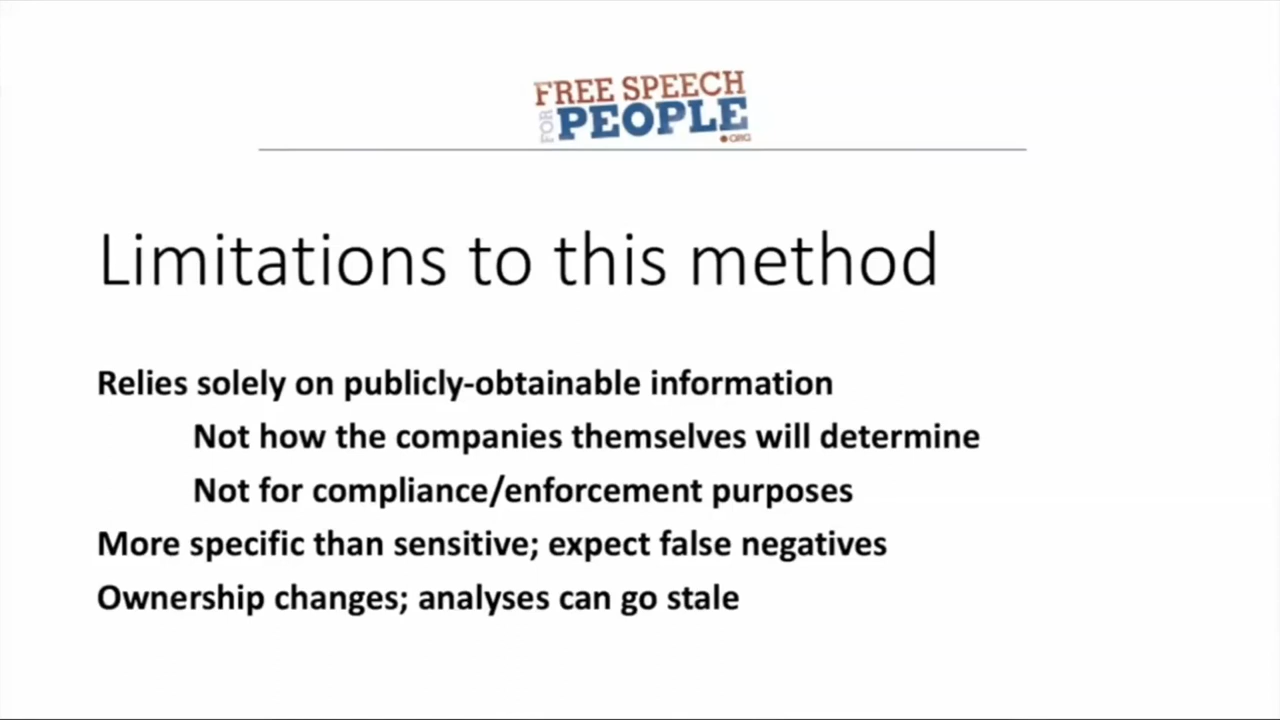 FREE SPEECH
FOR PEOPLE
.ORG
Limitations to this method
Relies solely on publicly-obtainable information
Not how the companies themselves will determine
Not for compliance/enforcement purposes
More specific than sensitive; expect false negatives
Ownership changes; analyses can go stale